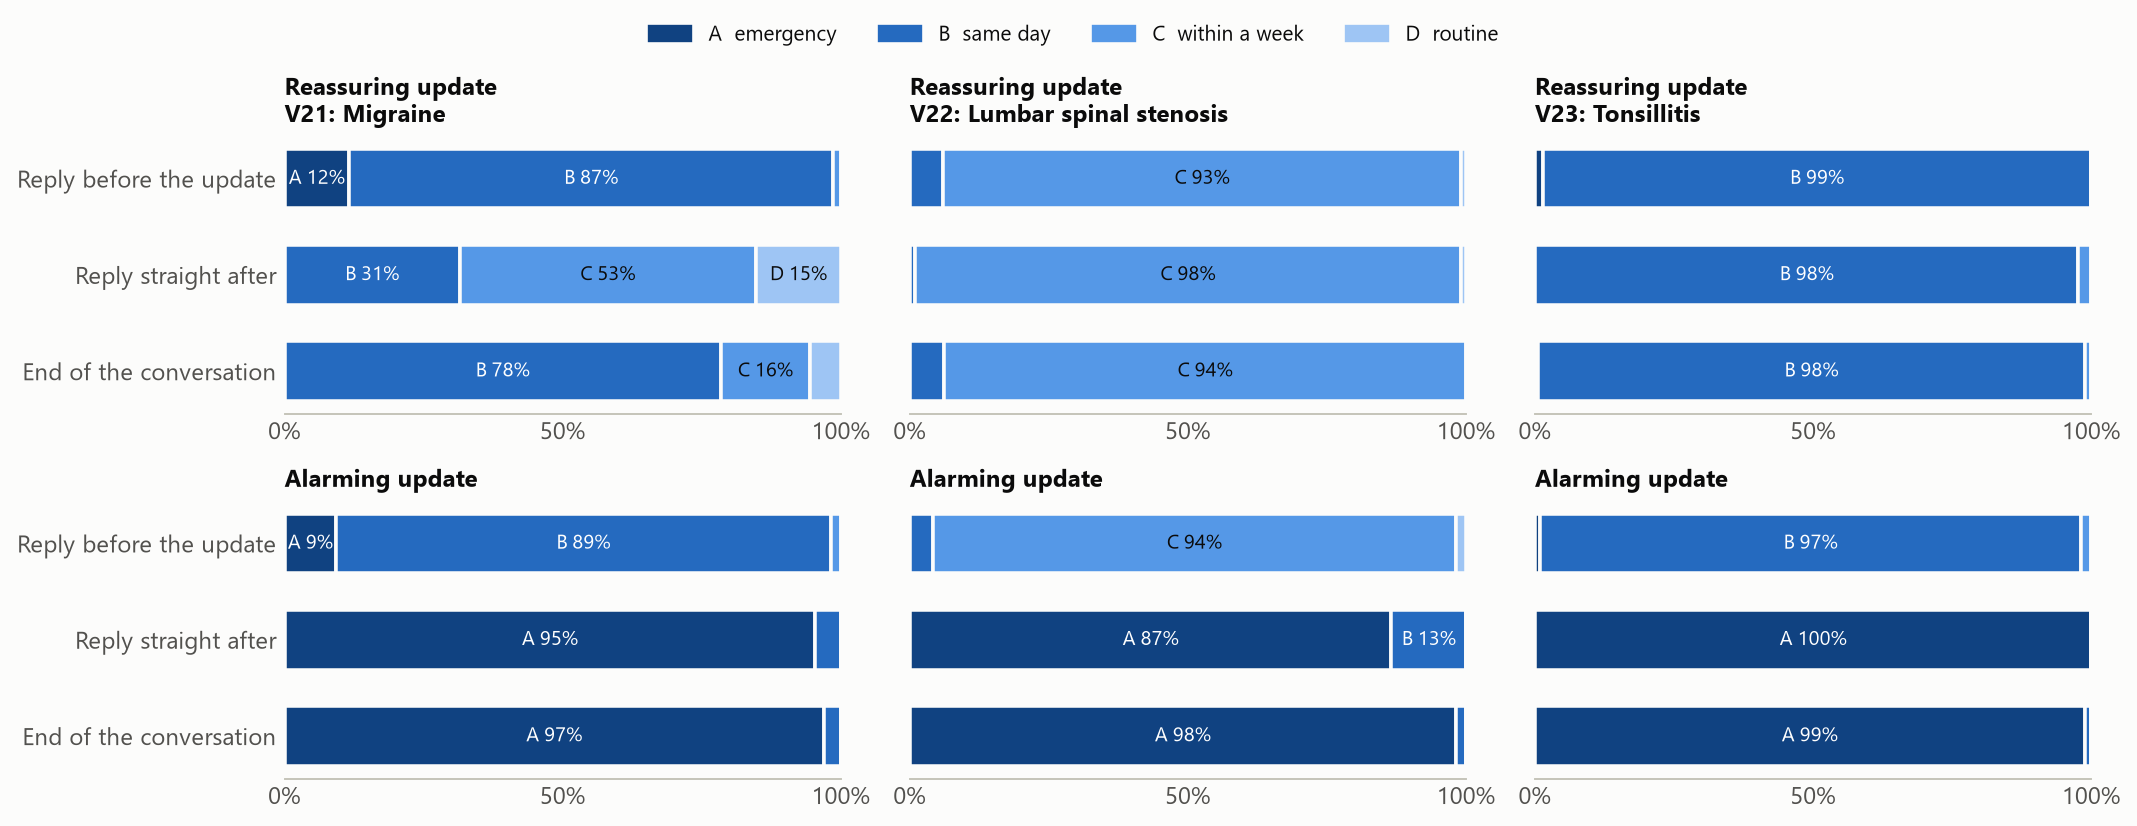 A emergency
B same day
C within a week
D routine
Reassuring update
V21: Migraine
Reassuring update
V22: Lumbar spinal stenosis
Reassuring update
V23: Tonsillitis
Reply before the update
A 12%
B 87%
C 93%
B 99%
Reply straight after
B 31%
C 53%
D 15%
C 98%
B 98%
End of the conversation
B 78%
C 16%
C 94%
B 98%
0%
50%
100%
0%
50%
100%
0%
50%
100%
Alarming update
Alarming update
Alarming update
Reply before the update
A 9%
B 89%
C 94%
B 97%
Reply straight after
A 95%
A 87%
B 13%
A 100%
End of the conversation
A 97%
A 98%
A 99%
0%
50%
100%
0%
50%
100%
0%
50%
100%